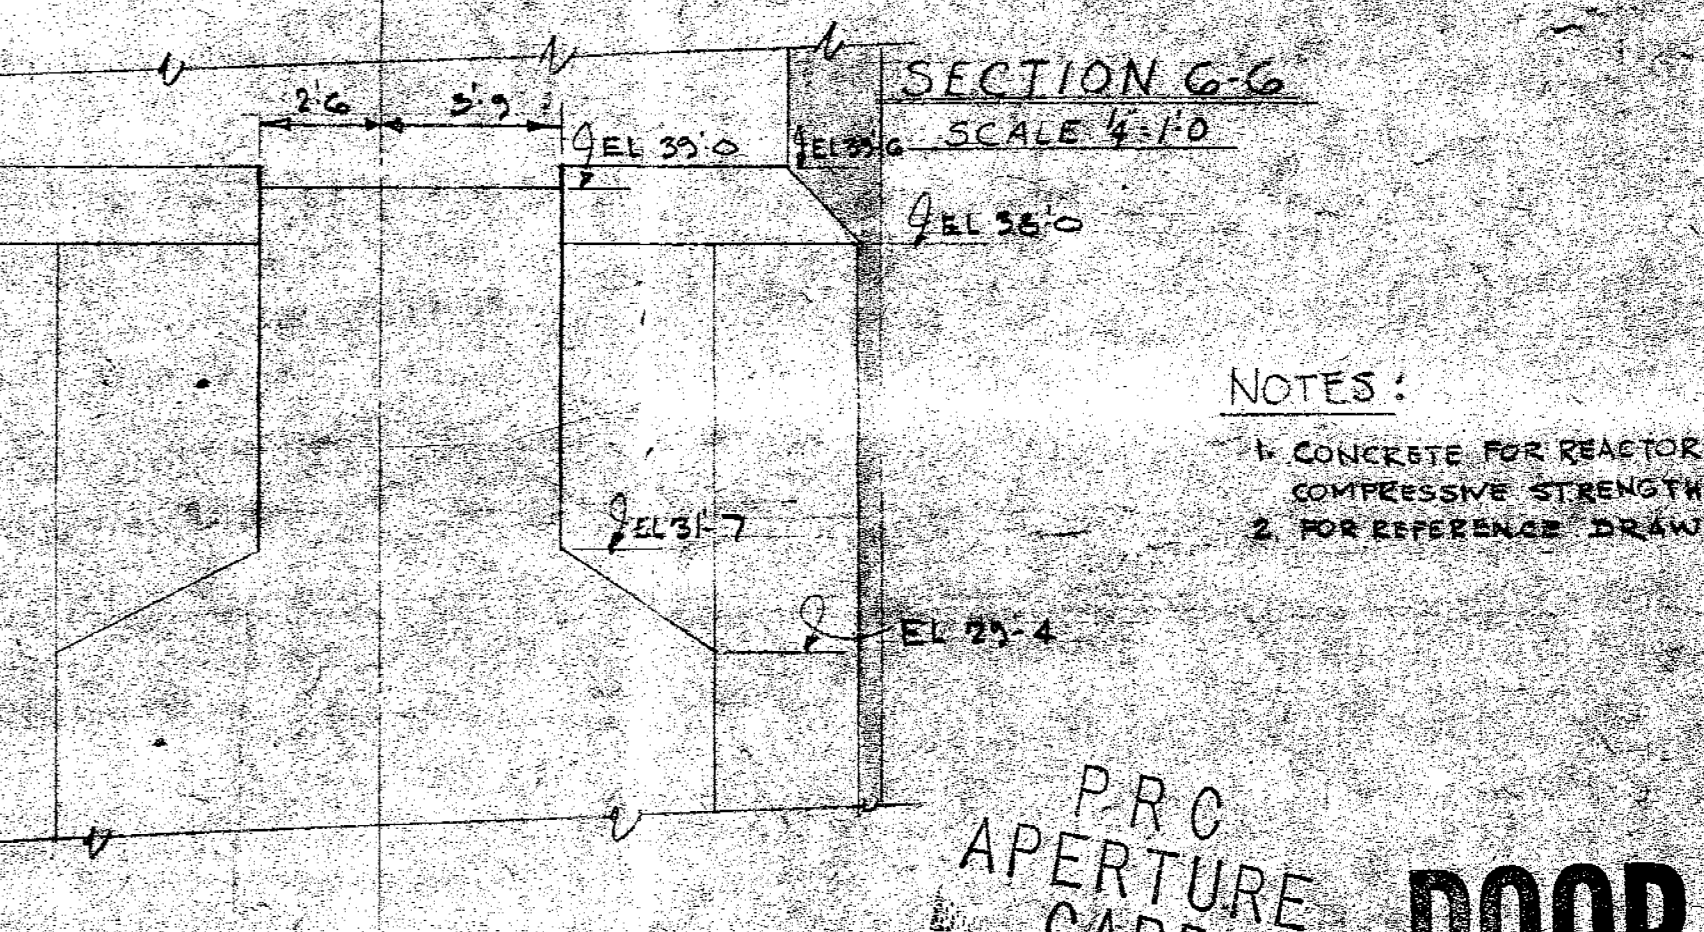 SECTION 6-6
SCALE 1/4"=1'-0
2'-6
3'-9
EL 39'-0
EL 39'-6
EL 38'-0
EL 31'-7
EL 29'-4
NOTES:
1. CONCRETE FOR REACTOR
COMPRESSIVE STRENGTH
2. FOR REFERENCE DRAW
PRC
APERTURE
CARD
POOR